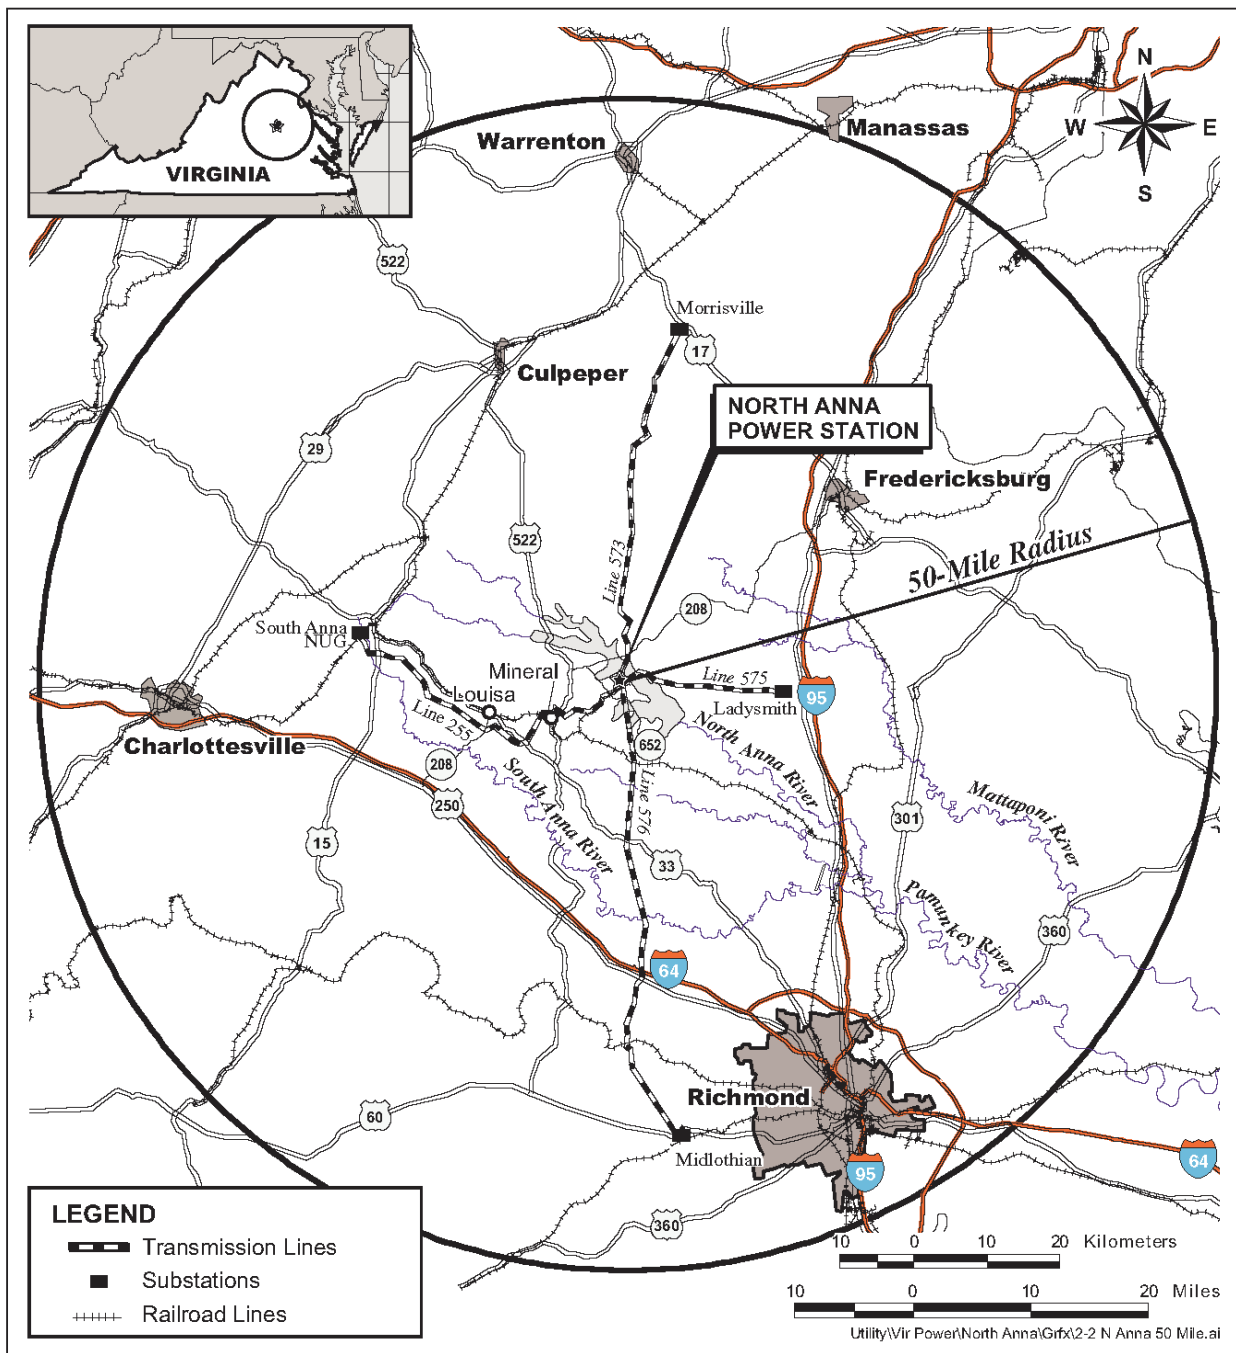 N
W
E
S
VIRGINIA
Warrenton
Manassas
522
Morrisville
17
Culpeper
NORTH ANNA
POWER STATION
29
Fredericksburg
522
50-Mile Radius
Line 573
208
South Anna
NUG
Mineral
Louisa
Line 575
Ladysmith
95
Line 255
Charlottesville
652
208
North Anna River
South Anna River
Line 576
250
Mattaponi River
301
15
33
Pamunkey River
360
64
Richmond
60
Midlothian
95
64
360
LEGEND
Transmission Lines
Substations
Railroad Lines
10 0 10 20 Kilometers
10 0 10 20 Miles
Utility\Vir Power\North Anna\Grfx\2-2 N Anna 50 Mile.ai